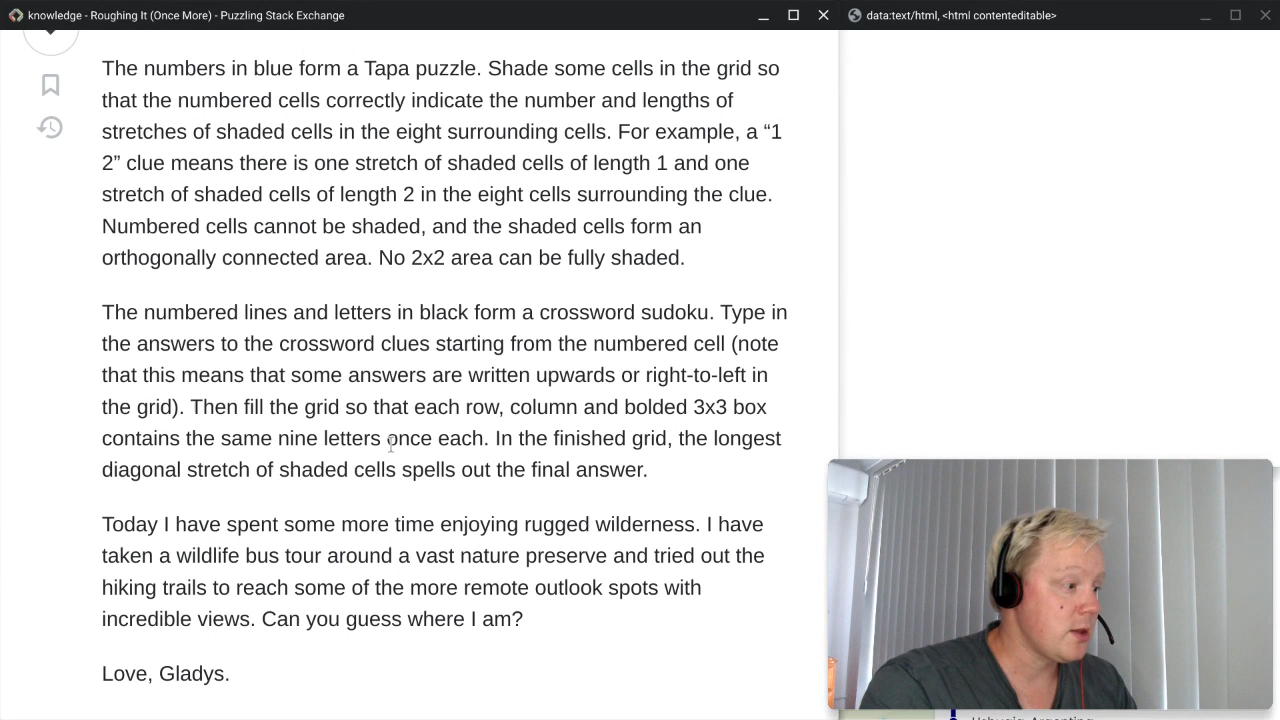 knowledge - Roughing It (Once More) - Puzzling Stack Exchange
data:text/html, <html contenteditable>
The numbers in blue form a Tapa puzzle. Shade some cells in the grid so
that the numbered cells correctly indicate the number and lengths of
stretches of shaded cells in the eight surrounding cells. For example, a “1
2” clue means there is one stretch of shaded cells of length 1 and one
stretch of shaded cells of length 2 in the eight cells surrounding the clue.
Numbered cells cannot be shaded, and the shaded cells form an
orthogonally connected area. No 2x2 area can be fully shaded.
The numbered lines and letters in black form a crossword sudoku. Type in
the answers to the crossword clues starting from the numbered cell (note
that this means that some answers are written upwards or right-to-left in
the grid). Then fill the grid so that each row, column and bolded 3x3 box
contains the same nine letters once each. In the finished grid, the longest
diagonal stretch of shaded cells spells out the final answer.
Today I have spent some more time enjoying rugged wilderness. I have
taken a wildlife bus tour around a vast nature preserve and tried out the
hiking trails to reach some of the more remote outlook spots with
incredible views. Can you guess where I am?
Love, Gladys.